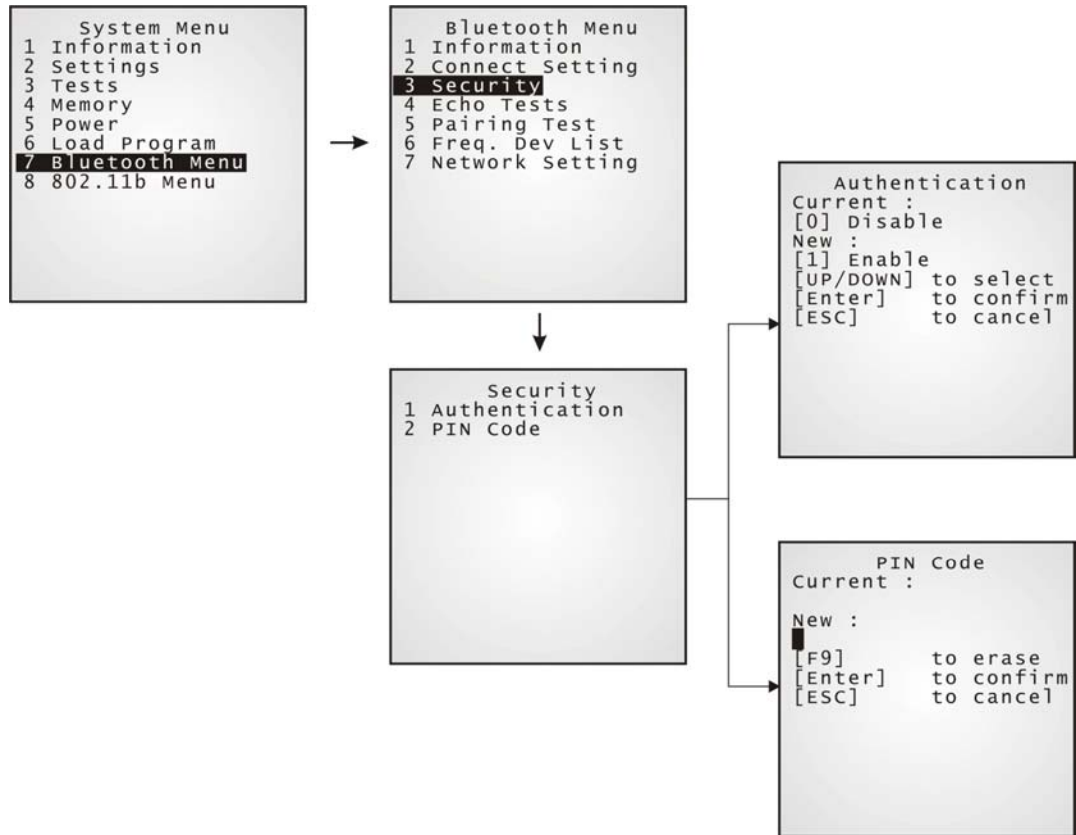 System Menu
1 Information
2 Settings
3 Tests
4 Memory
5 Power
6 Load Program
7 Bluetooth Menu
8 802.11b Menu
Bluetooth Menu
1 Information
2 Connect Setting
3 Security
4 Echo Tests
5 Pairing Test
6 Freq. Dev List
7 Network Setting
Security
1 Authentication
2 PIN Code
Authentication
Current :
[0] Disable
New :
[1] Enable
[UP/DOWN] to select
[Enter] to confirm
[ESC] to cancel
PIN Code
Current :
New :
[F9] to erase
[Enter] to confirm
[ESC] to cancel